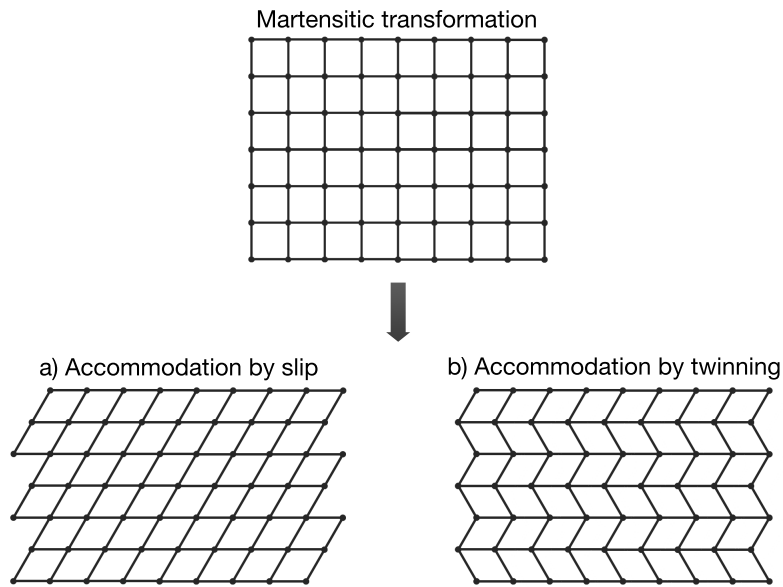 Martensitic transformation
a) Accommodation by slip
b) Accommodation by twinning